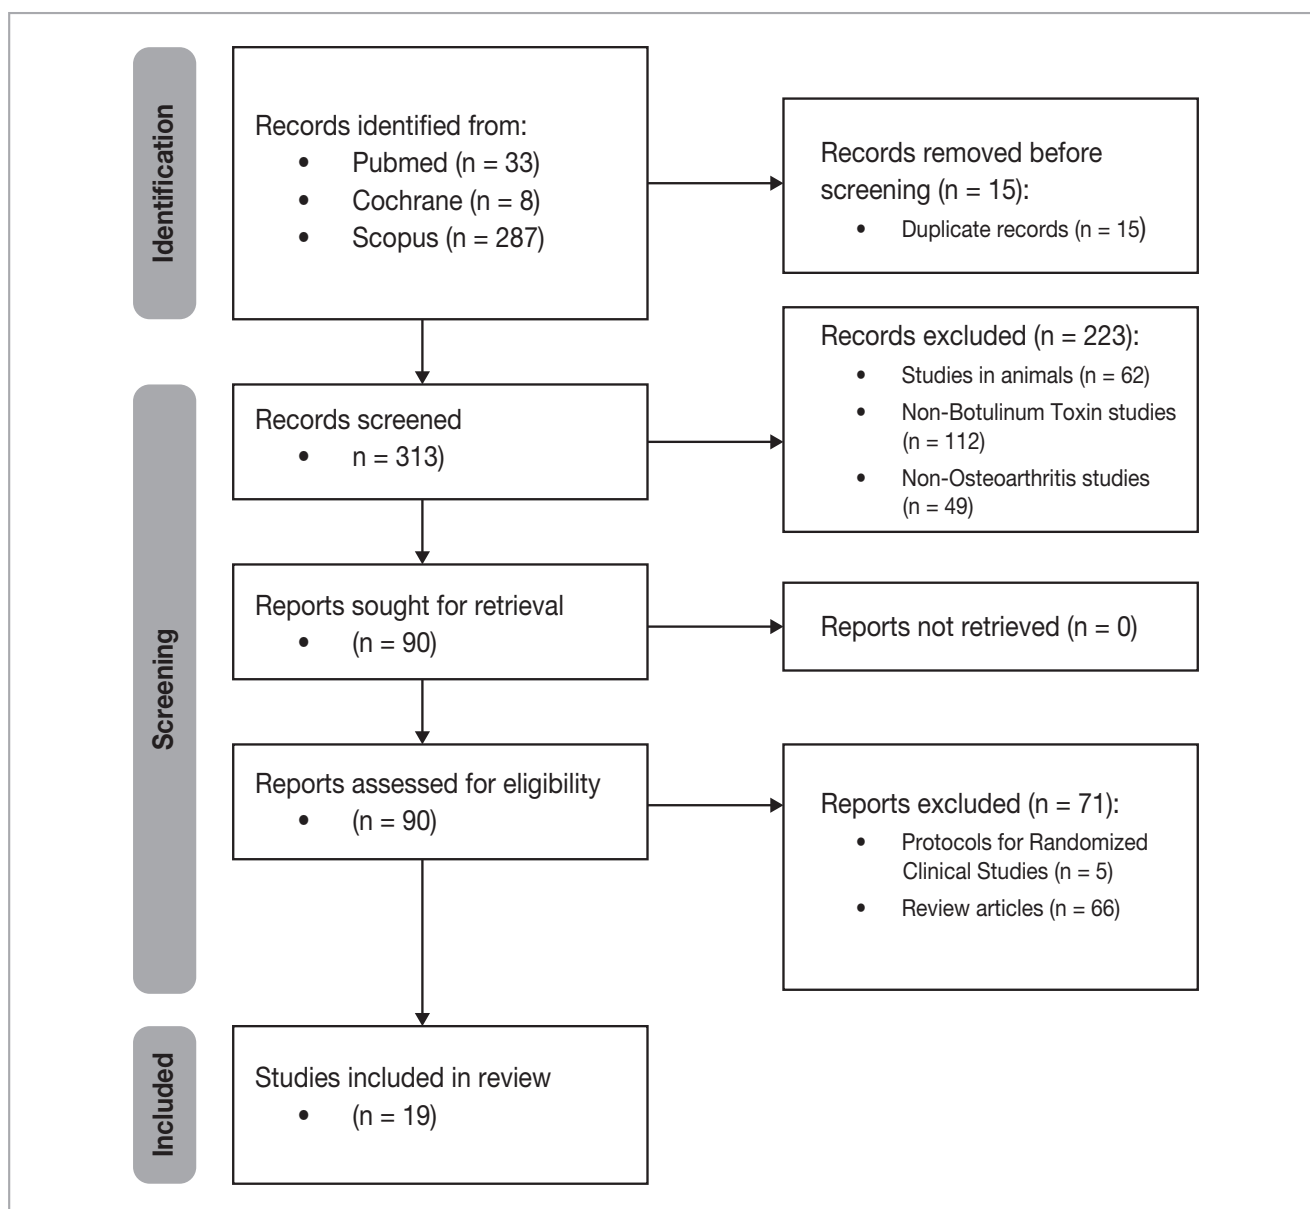 Identification
Records identified from:
• Pubmed (n = 33)
• Cochrane (n = 8)
• Scopus (n = 287)
Records removed before
screening (n = 15):
• Duplicate records (n = 15)
Screening
Records screened
• n = 313)
Records excluded (n = 223):
• Studies in animals (n = 62)
• Non-Botulinum Toxin studies
(n = 112)
• Non-Osteoarthritis studies
(n = 49)
Reports sought for retrieval
• (n = 90)
Reports not retrieved (n = 0)
Reports assessed for eligibility
• (n = 90)
Reports excluded (n = 71):
• Protocols for Randomized
Clinical Studies (n = 5)
• Review articles (n = 66)
Included
Studies included in review
• (n = 19)